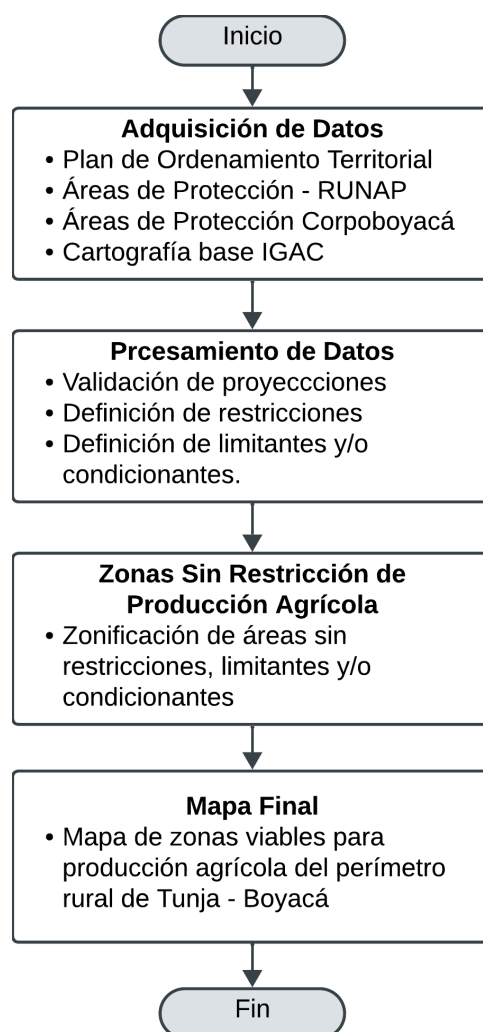 Inicio
Adquisición de Datos
• Plan de Ordenamiento Territorial
• Áreas de Protección - RUNAP
• Áreas de Protección Corpoboyacá
• Cartografía base IGAC
Prcesamiento de Datos
• Validación de proyeccciones
• Definición de restricciones
• Definición de limitantes y/o
condicionantes.
Zonas Sin Restricción de
Producción Agrícola
• Zonificación de áreas sin
restricciones, limitantes y/o
condicionantes
Mapa Final
• Mapa de zonas viables para
producción agrícola del perímetro
rural de Tunja - Boyacá
Fin